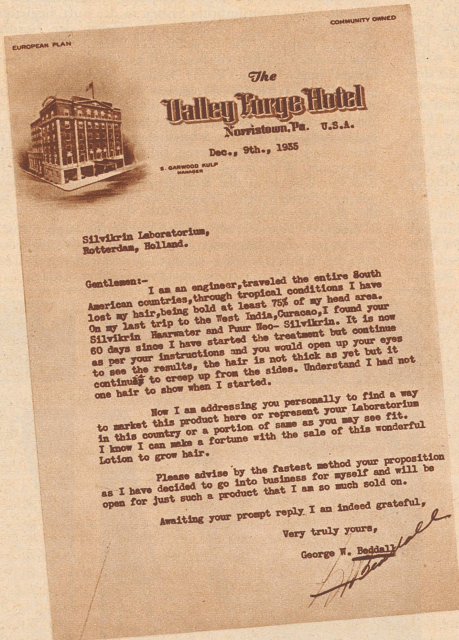 COMMUNITY OWNED
EUROPEAN PLAN
The
Valley Forge Hotel
Norristown, Pa. U.S.A.
Dec., 9th., 1935
S. GARWOOD KULP
MANAGER
Silvikrin Laboratorium,
Rotterdam, Holland.
Gentlemen:-
I am an engineer,traveled the entire South
American countries,through tropical conditions I have
lost my hair,being bold at least 75% of my head area.
On my last trip to the West India,Curacao,I found your
Silvikrin Haarwater and Puur Neo- Silvikrin. It is now
60 days since I have started the treatment but continue
as per your instructions and you would open up your eyes
to see the results, the hair is not thick as yet but it
continues to creep up from the sides. Understand I had not
one hair to show when I started.
Now I am addressing you personally to find a way
to market this product here or represent your Laboratorium
in this country or a portion of same as you may see fit.
I know I can make a fortune with the sale of this wonderful
Lotion to grow hair.
Please advise by the fastest method your proposition
as I have decided to go into business for myself and will be
open for just such a product that I am so much sold on.
Awaiting your prompt reply I an indeed grateful,
Very truly yours,
George W. Beddall